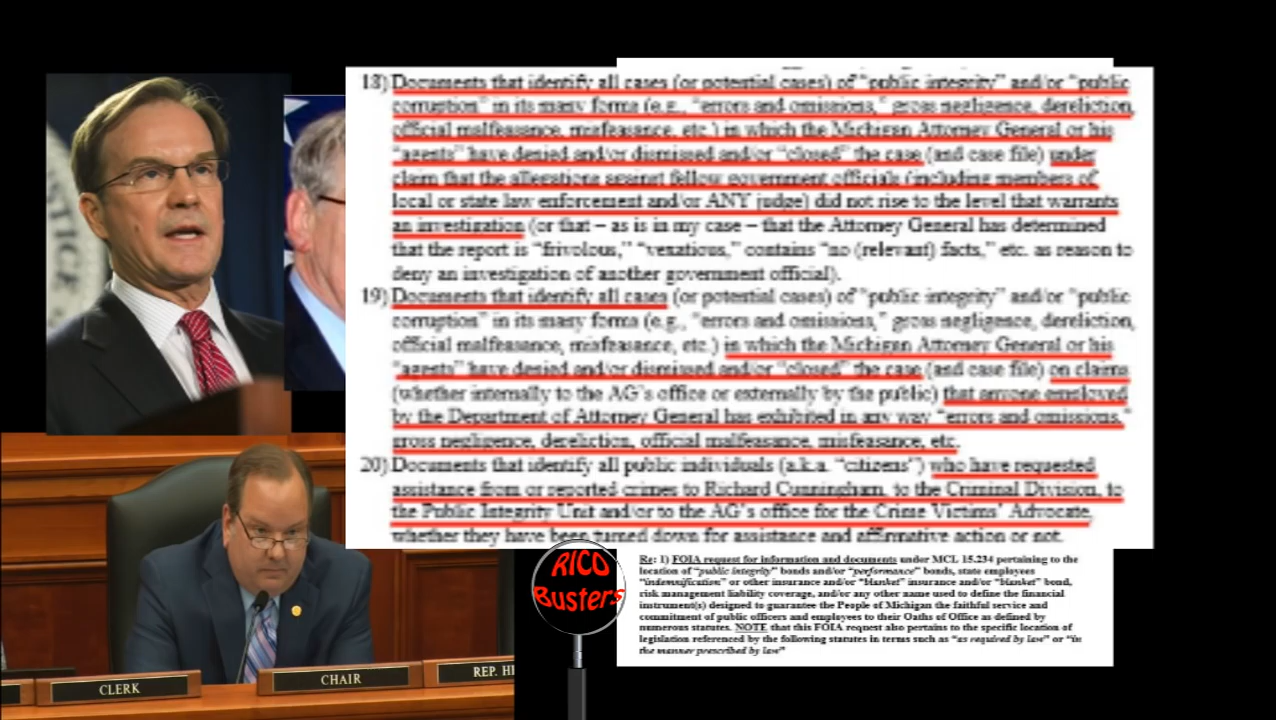 18) Documents that identify all cases (or potential cases) of "public integrity" and/or "public
corruption" in its many forms (e.g., "errors and omissions," gross negligence, dereliction,
official malfeasance, misfeasance, etc.) in which the Michigan Attorney General or his
"agents" have denied and/or dismissed and/or "closed" the case (and case file) under
claim that the allegations against fellow government officials (including members of
local or state law enforcement and/or ANY judge) did not rise to the level that warrants
an investigation (or that – as is in my case – that the Attorney General has determined
that the report is "frivolous," "vexatious," contains "no (relevant) facts," etc. as reason to
deny an investigation of another government official).
19) Documents that identify all cases (or potential cases) of "public integrity" and/or "public
corruption" in its many forms (e.g., "errors and omissions," gross negligence, dereliction,
official malfeasance, misfeasance, etc.) in which the Michigan Attorney General or his
"agents" have denied and/or dismissed and/or "closed" the case (and case file) on claims
(whether internally to the AG's office or externally by the public) that anyone employed
by the Department of Attorney General has exhibited in any way "errors and omissions,"
gross negligence, dereliction, official malfeasance, misfeasance, etc.
20) Documents that identify all public individuals (a.k.a. "citizens") who have requested
assistance from or reported crimes to Richard Cunningham, to the Criminal Division, to
the Public Integrity Unit and/or to the AG's office for the Crime Victims' Advocate,
whether they have been turned down for assistance and affirmative action or not.
Re: 1) FOIA request for information and documents under MCL 15.234 pertaining to the
location of "public integrity" bonds and/or "performance" bonds, state employees
"indemnification" or other insurance and/or "blanket" insurance and/or "blanket" bond,
risk management liability coverage, and/or any other name used to define the financial
instrument(s) designed to guarantee the People of Michigan the faithful service and
commitment of public officers and employees to their Oaths of Office as defined by
numerous statutes. NOTE that this FOIA request also pertains to the specific location of
legislation referenced by the following statutes in terms such as "as required by law" or "in
the manner prescribed by law"
RICO
Busters
STICE
CLERK
CHAIR
REP.